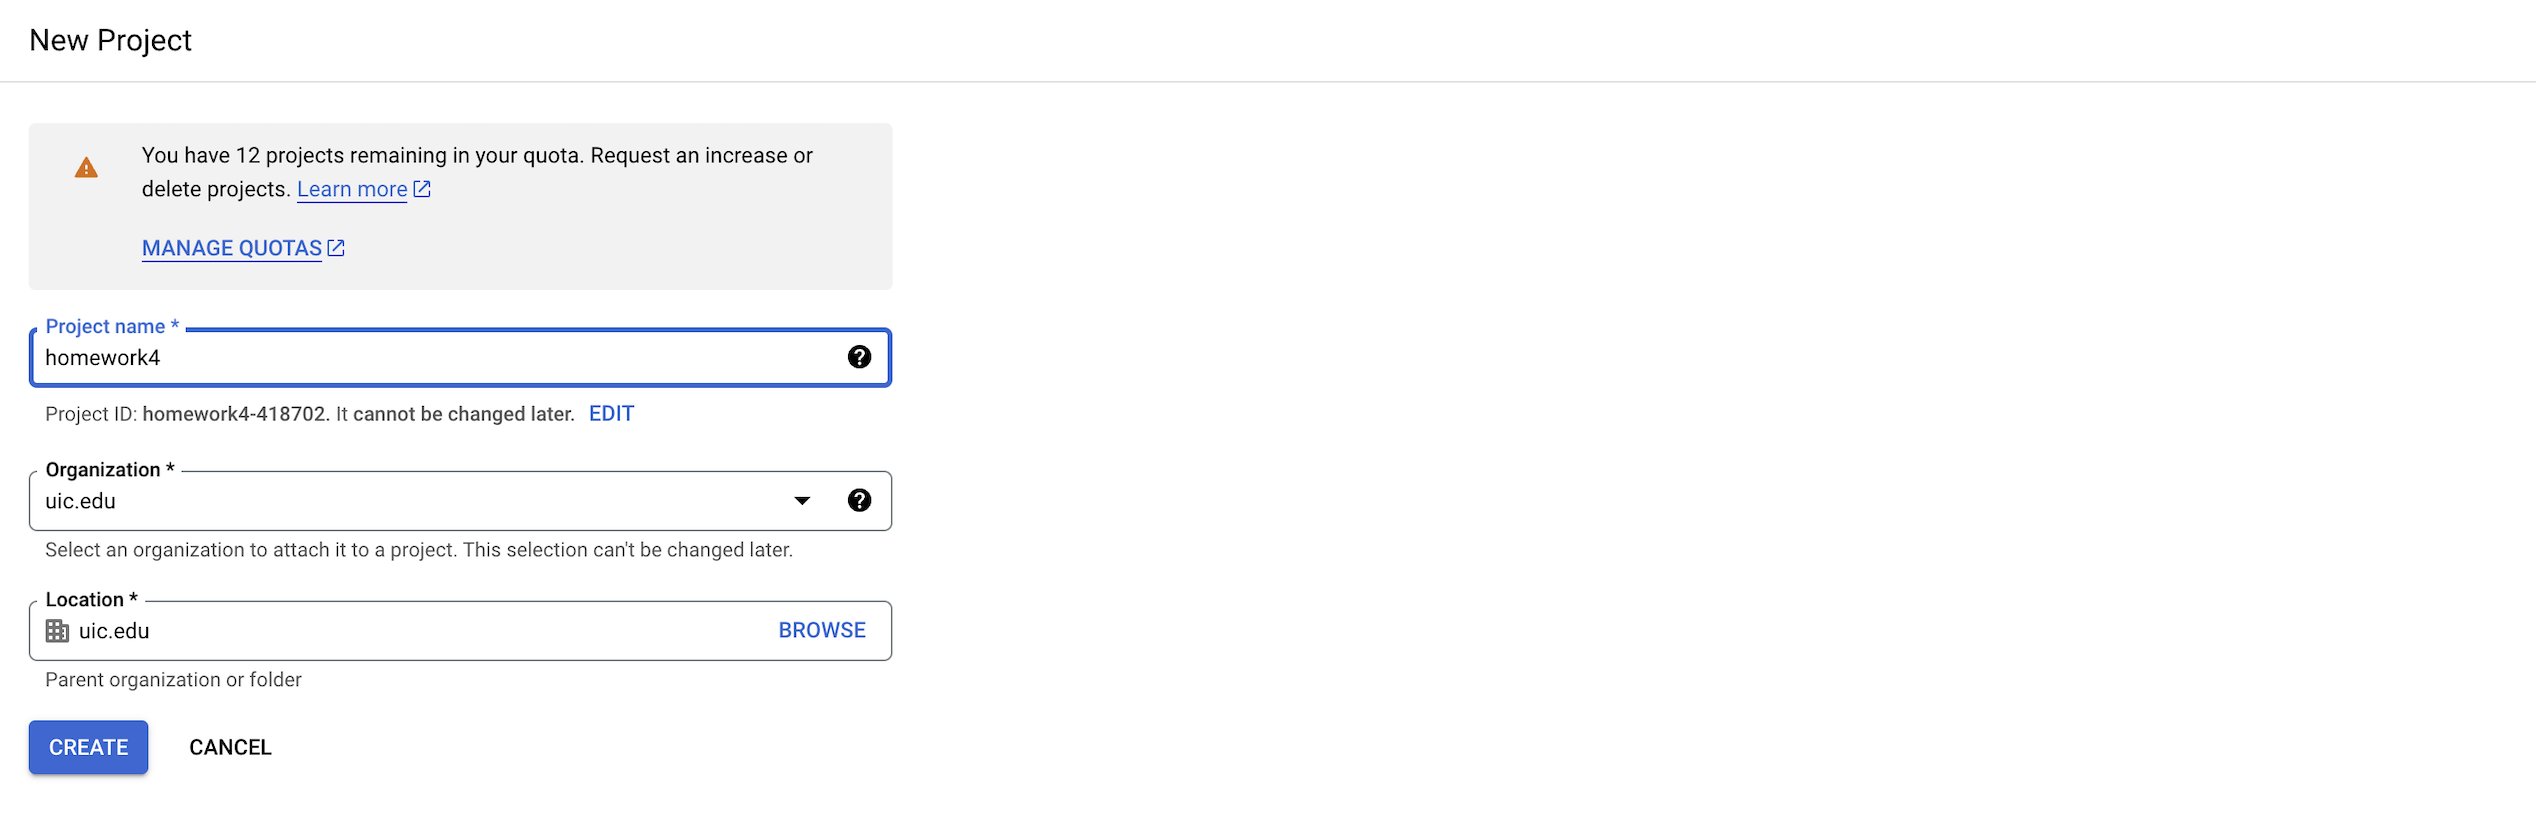 New Project
You have 12 projects remaining in your quota. Request an increase or
delete projects. Learn more
MANAGE QUOTAS
Project name *
homework4
Project ID: homework4-418702. It cannot be changed later. EDIT
Organization *
uic.edu
Select an organization to attach it to a project. This selection can't be changed later.
Location *
uic.edu BROWSE
Parent organization or folder
CREATE CANCEL